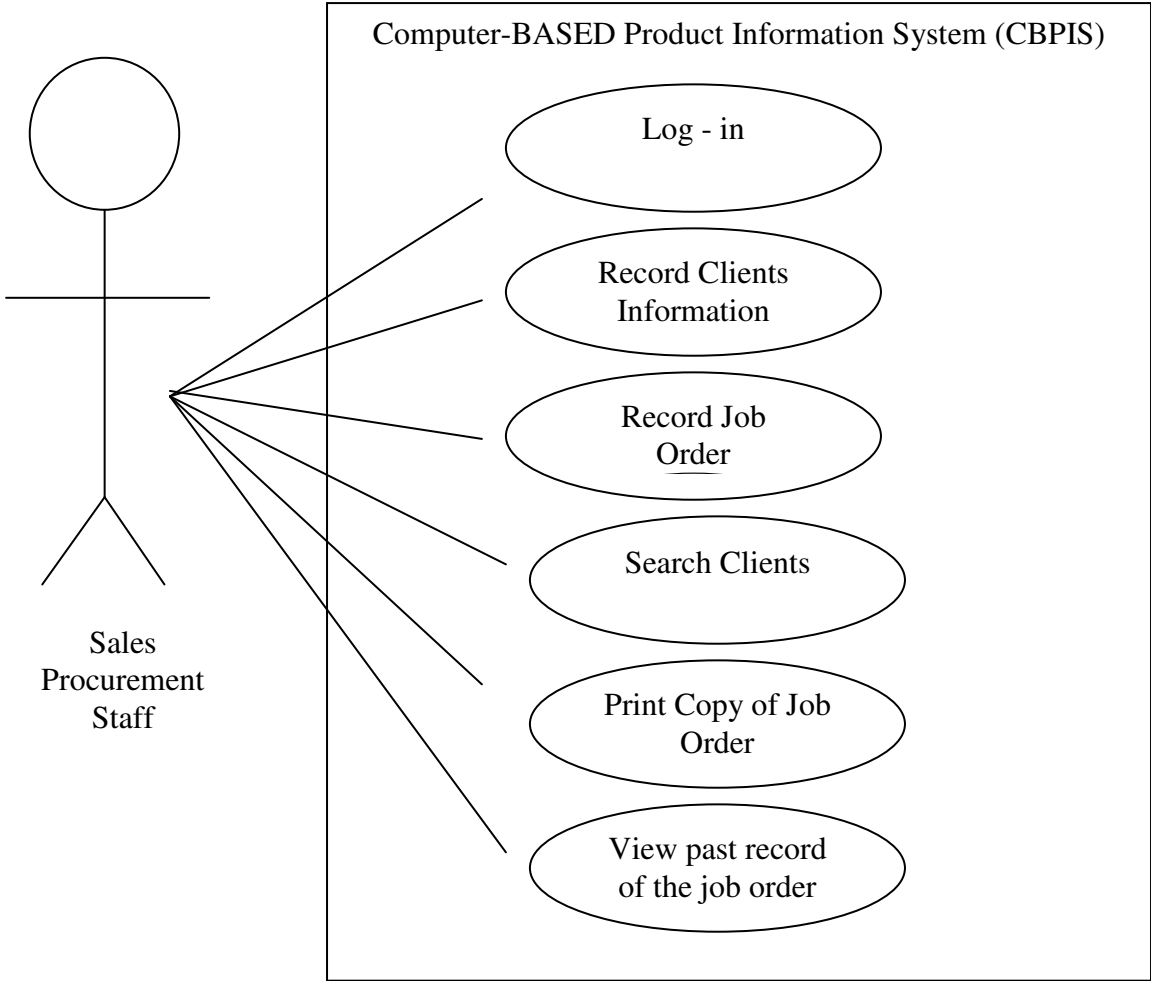 Computer-BASED Product Information System (CBPIS)
Log - in
Record Clients
Information
Record Job
Order
Search Clients
Print Copy of Job
Order
View past record
of the job order
Sales
Procurement
Staff